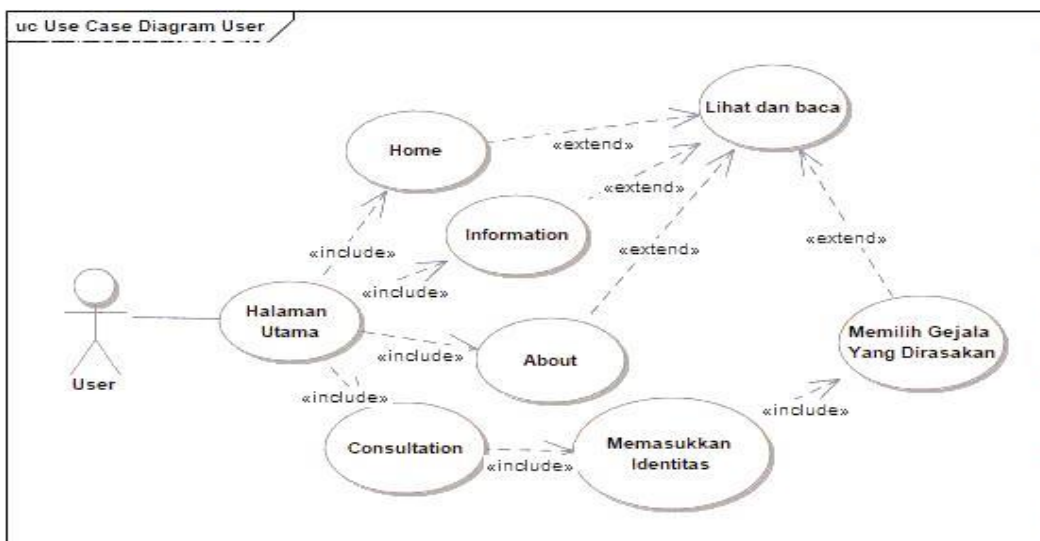 uc Use Case Diagram User
Lihat dan baca
Home
«extend»
«extend»
Information
«extend»
«extend»
«include»
«include»
Halaman
Utama
Memilih Gejala
Yang Dirasakan
«include»
About
User
«include»
«include»
Consultation
Memasukkan
Identitas
«include»